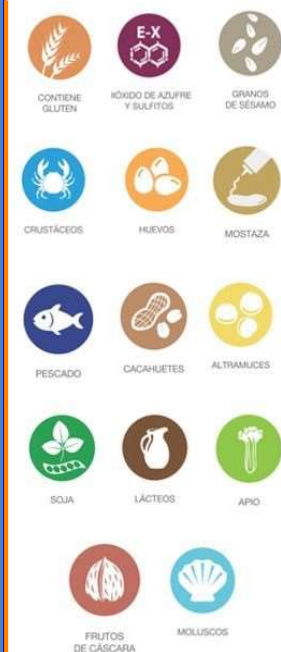 CONTIENE
GLUTEN
E-X
IÓXIDO DE AZUFRE
Y SULFITOS
GRANOS
DE SÉSAMO
CRUSTÁCEOS
HUEVOS
MOSTAZA
PESCADO
CACAHUETES
ALTRAMUCES
SOJA
LÁCTEOS
APIO
FRUTOS
DE CÁSCARA
MOLUSCOS